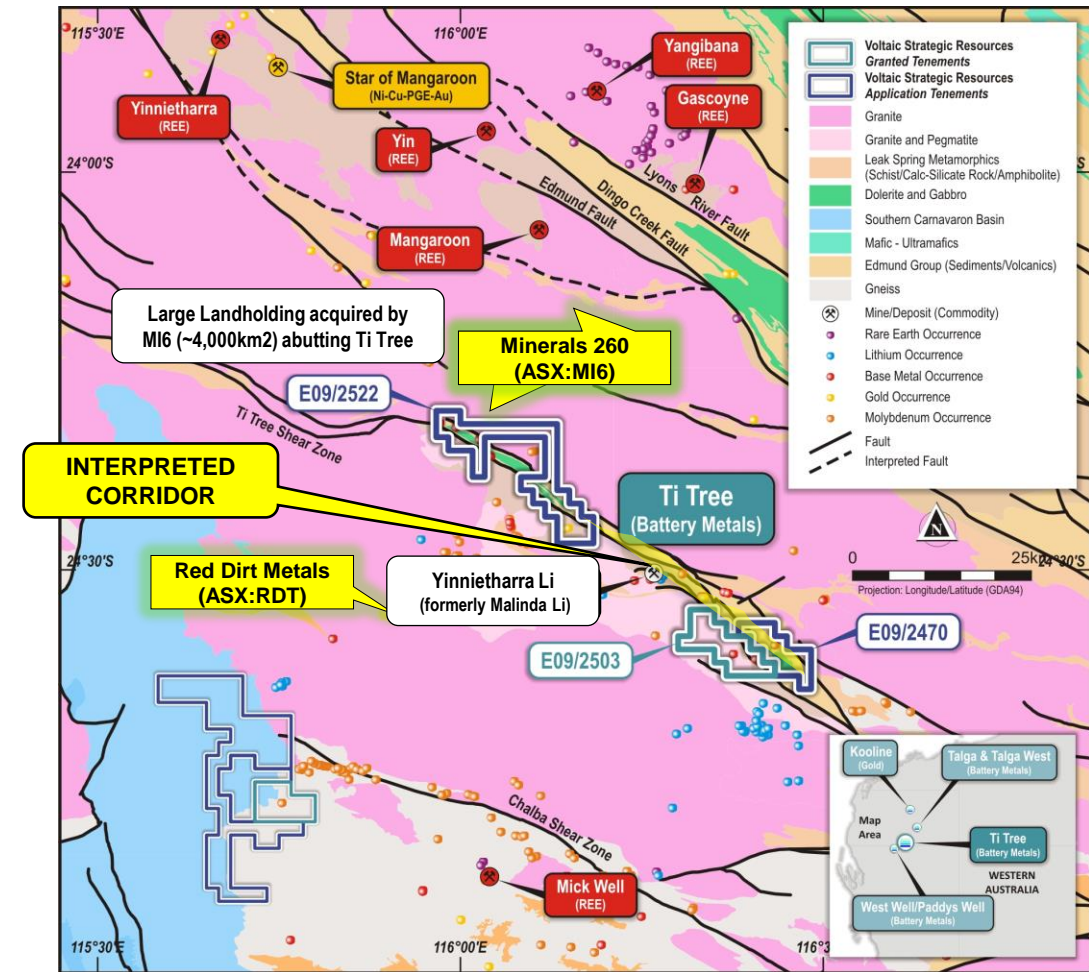 115°30'E
116°00'E
Yangibana
(REE)
Star of Mangaroon
(Ni-Cu-PGE-Au)
Gascoyne
(REE)
Yinnietharra
(REE)
Yin
(REE)
24°00'S
Lyons River Fault
Dingo Creek Fault
Edmund Fault
Mangaroon
(REE)
Voltaic Strategic Resources
Granted Tenements
Voltaic Strategic Resources
Application Tenements
Granite
Granite and Pegmatite
Leak Spring Metamorphics
(Schist/Calc-Silicate Rock/Amphibolite)
Dolerite and Gabbro
Southern Carnavaron Basin
Mafic - Ultramafics
Edmund Group (Sediments/Volcanics)
Gneiss
Mine/Deposit (Commodity)
Rare Earth Occurrence
Lithium Occurrence
Base Metal Occurrence
Gold Occurrence
Molybdenum Occurrence
Fault
Interpreted Fault
Large Landholding acquired by
MI6 (~4,000km2) abutting Ti Tree
Minerals 260
(ASX:MI6)
E09/2522
Ti Tree Shear Zone
INTERPRETED
CORRIDOR
Ti Tree
(Battery Metals)
N
24°30'S
0
25k
30'S
Projection: Longitude/Latitude (GDA94)
Red Dirt Metals
(ASX:RDT)
Yinnietharra Li
(formerly Malinda Li)
E09/2503
E09/2470
Chalba Shear Zone
Mick Well
(REE)
Kooline
(Gold)
Talga & Talga West
(Battery Metals)
Map
Area
Ti Tree
(Battery Metals)
WESTERN
AUSTRALIA
West Well/Paddys Well
(Battery Metals)
115°30'E
116°00'E
116°3